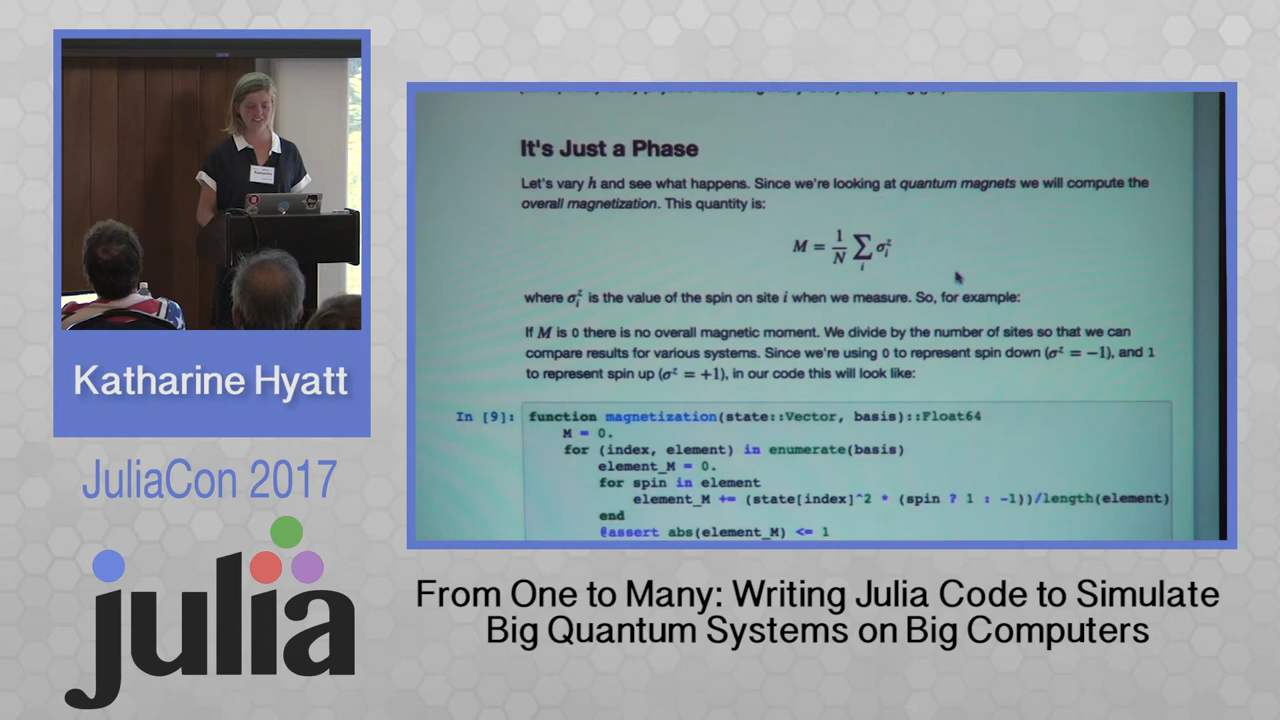 It's Just a Phase
Let's vary h and see what happens. Since we're looking at quantum magnets we will compute the
overall magnetization. This quantity is:
M = 1/N ∑_i σ_i^z
where σ_i^z is the value of the spin on site i when we measure. So, for example:
If M is 0 there is no overall magnetic moment. We divide by the number of sites so that we can
compare results for various systems. Since we're using 0 to represent spin down (σ^z = −1), and 1
to represent spin up (σ^z = +1), in our code this will look like:
In [9]: function magnetization(state::Vector, basis)::Float64
M = 0.
for (index, element) in enumerate(basis)
element_M = 0.
for spin in element
element_M += (state[index]^2 * (spin ? 1 : -1))/length(element)
end
@assert abs(element_M) <= 1
Katharine Hyatt
JuliaCon 2017
julia
From One to Many: Writing Julia Code to Simulate
Big Quantum Systems on Big Computers